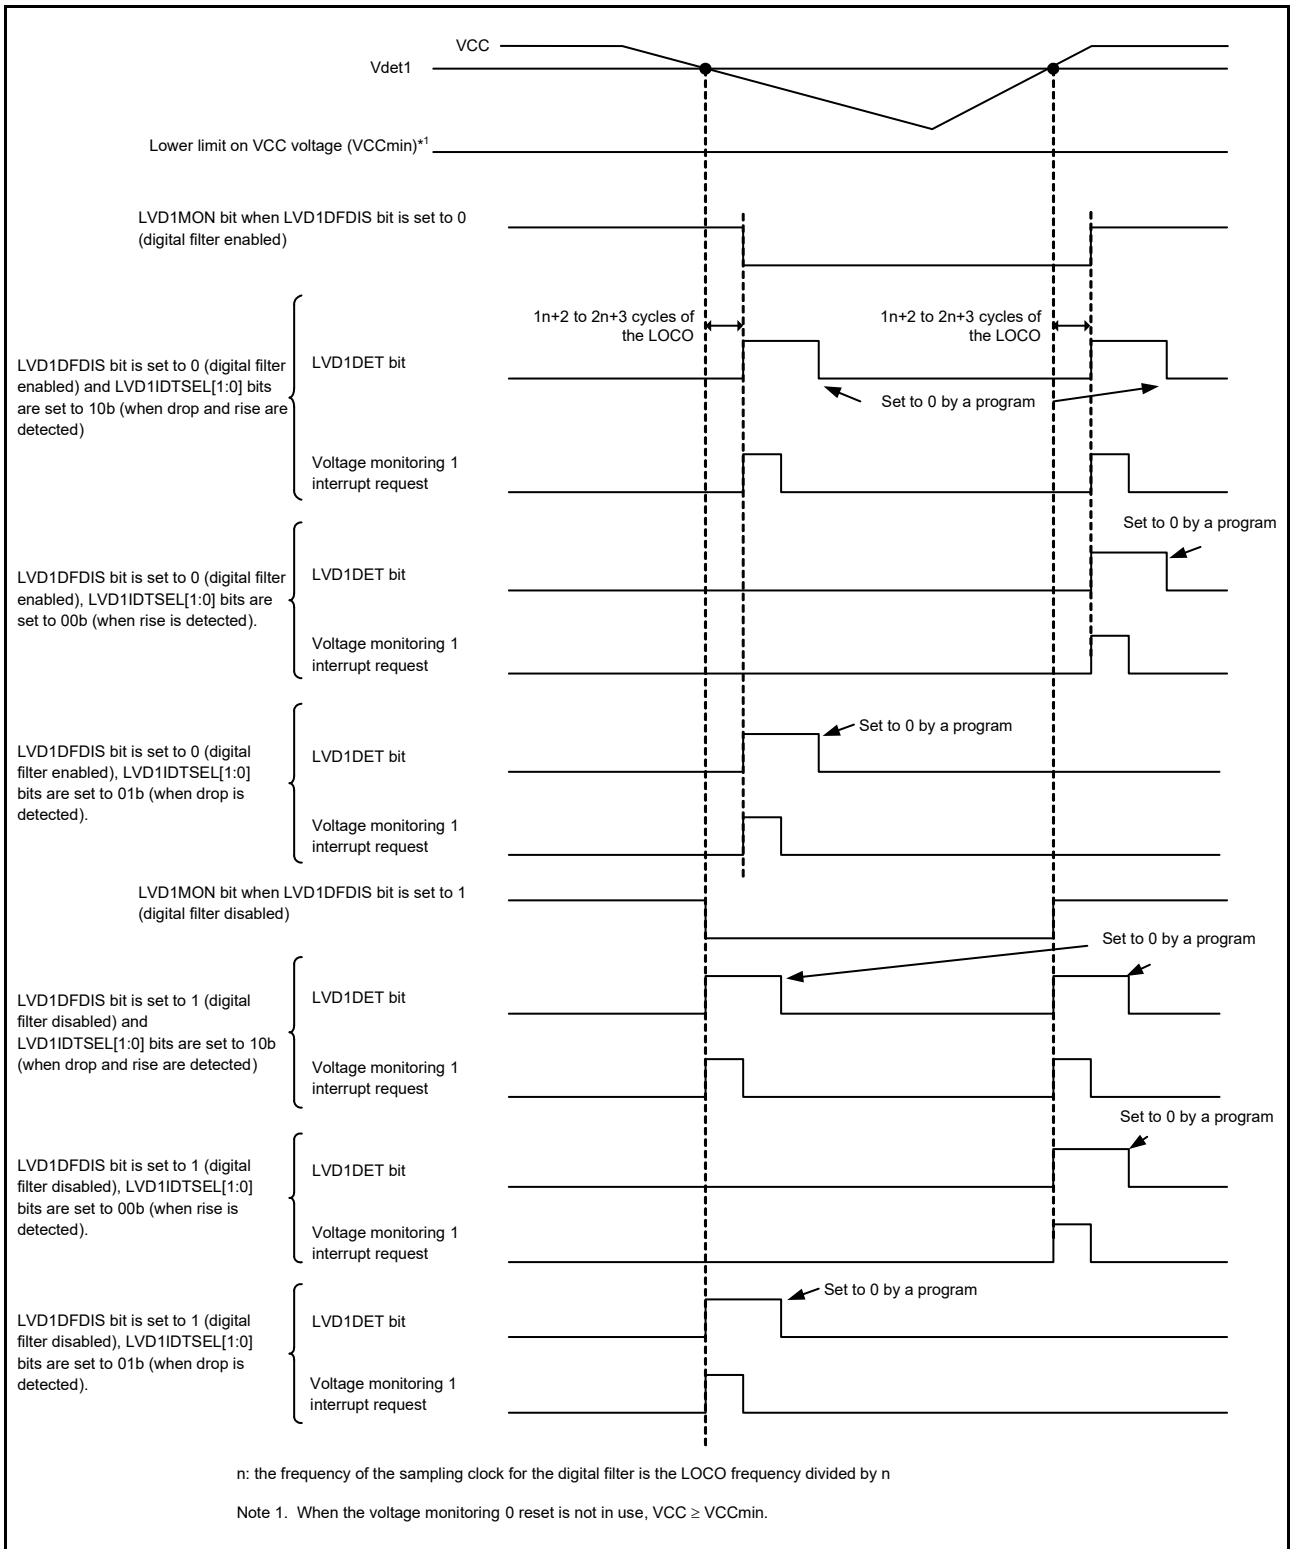 VCC
Vdet1
Lower limit on VCC voltage (VCCmin)*1
LVD1MON bit when LVD1DFDIS bit is set to 0
(digital filter enabled)
1n+2 to 2n+3 cycles of
the LOCO
1n+2 to 2n+3 cycles of
the LOCO
LVD1DFDIS bit is set to 0 (digital filter
enabled) and LVD1IDTSEL[1:0] bits
are set to 10b (when drop and rise are
detected)
LVD1DET bit
Set to 0 by a program
Voltage monitoring 1
interrupt request
Set to 0 by a program
LVD1DFDIS bit is set to 0 (digital filter
enabled), LVD1IDTSEL[1:0] bits are
set to 00b (when rise is detected).
LVD1DET bit
Voltage monitoring 1
interrupt request
Set to 0 by a program
LVD1DFDIS bit is set to 0 (digital
filter enabled), LVD1IDTSEL[1:0]
bits are set to 01b (when drop is
detected).
LVD1DET bit
Voltage monitoring 1
interrupt request
LVD1MON bit when LVD1DFDIS bit is set to 1
(digital filter disabled)
Set to 0 by a program
LVD1DFDIS bit is set to 1 (digital
filter disabled) and
LVD1IDTSEL[1:0] bits are set to 10b
(when drop and rise are detected)
LVD1DET bit
Voltage monitoring 1
interrupt request
Set to 0 by a program
LVD1DFDIS bit is set to 1 (digital
filter disabled), LVD1IDTSEL[1:0]
bits are set to 00b (when rise is
detected).
LVD1DET bit
Voltage monitoring 1
interrupt request
Set to 0 by a program
LVD1DFDIS bit is set to 1 (digital
filter disabled), LVD1IDTSEL[1:0]
bits are set to 01b (when drop is
detected).
LVD1DET bit
Voltage monitoring 1
interrupt request
n: the frequency of the sampling clock for the digital filter is the LOCO frequency divided by n
Note 1. When the voltage monitoring 0 reset is not in use, VCC ≥ VCCmin.